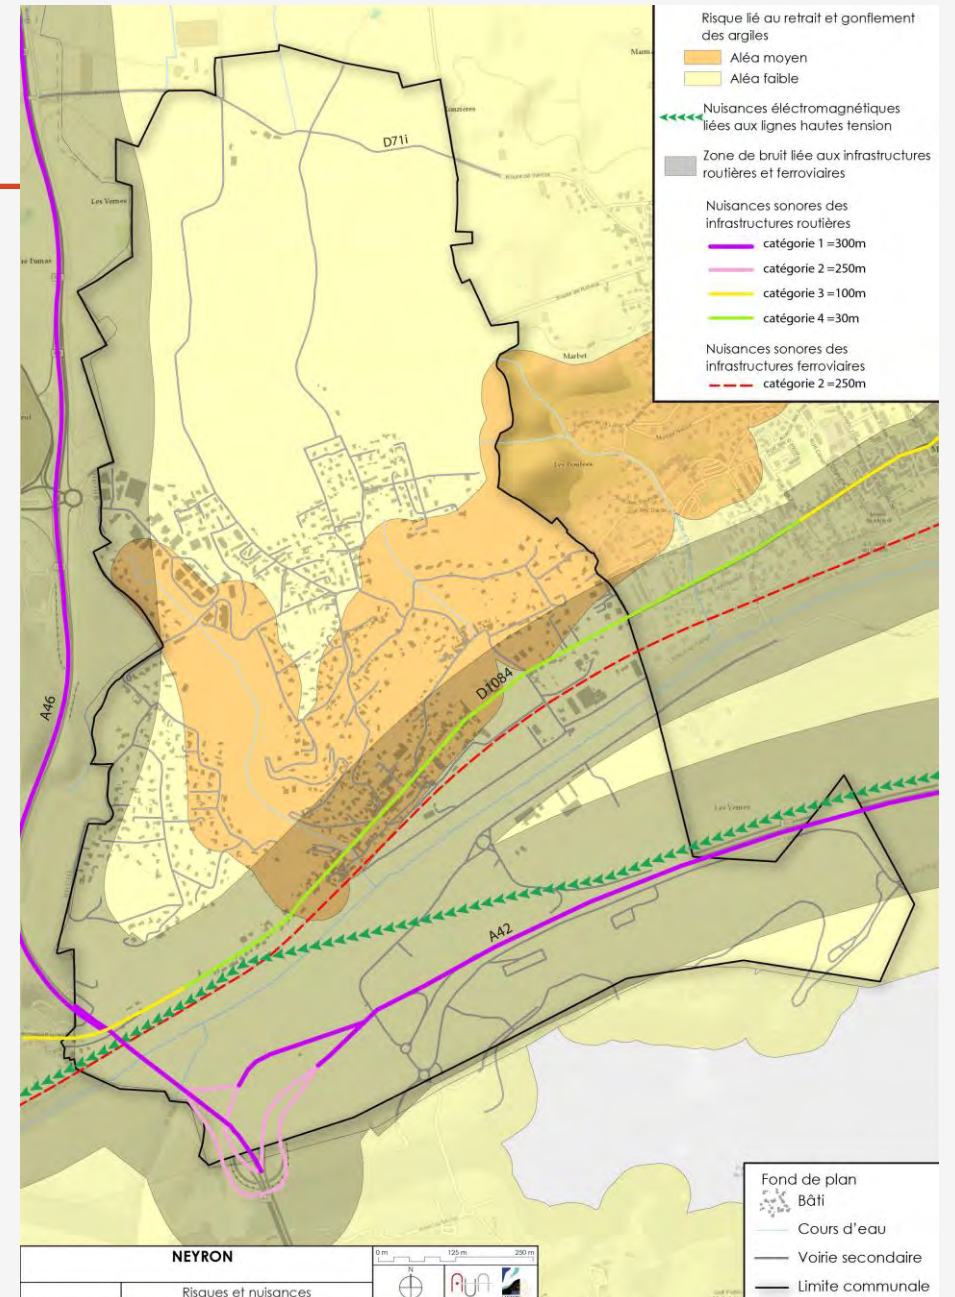 Risque lié au retrait et gonflement
des argiles
Aléa moyen
Aléa faible
Nuisances éléctromagnétiques
liées aux lignes hautes tension
Zone de bruit liée aux infrastructures
routières et ferroviaires
Nuisances sonores des
infrastructures routières
catégorie 1 =300m
catégorie 2 =250m
catégorie 3 =100m
catégorie 4 =30m
Nuisances sonores des
infrastructures ferroviaires
catégorie 2 =250m
D71i
Les Vernes
Marbet
Les Boulées
A46
D1084
Les Vernes
A42
Fond de plan
Bâti
Cours d'eau
Voirie secondaire
Limite communale
NEYRON
0 m 125 m 250 m
N
Risques et nuisances